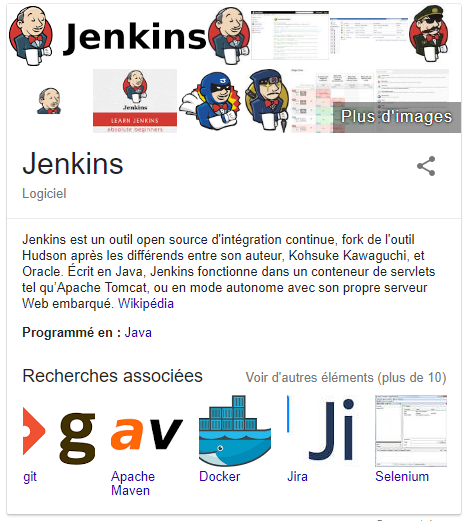 Jenkins
Jenkins
LEARN JENKINS
absolute beginners
Plus d'images
Jenkins
Logiciel
Jenkins est un outil open source d'intégration continue, fork de l'outil
Hudson après les différends entre son auteur, Kohsuke Kawaguchi, et
Oracle. Écrit en Java, Jenkins fonctionne dans un conteneur de servlets
tel qu'Apache Tomcat, ou en mode autonome avec son propre serveur
Web embarqué. Wikipédia
Programmé en : Java
Recherches associées
Voir d'autres éléments (plus de 10)
g
av
Ji
git
Apache
Maven
Docker
Jira
Selenium